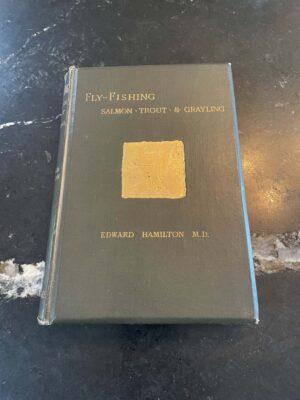 FLY-FISHING
SALMON · TROUT · & GRAYLING
EDWARD HAMILTON M.D.